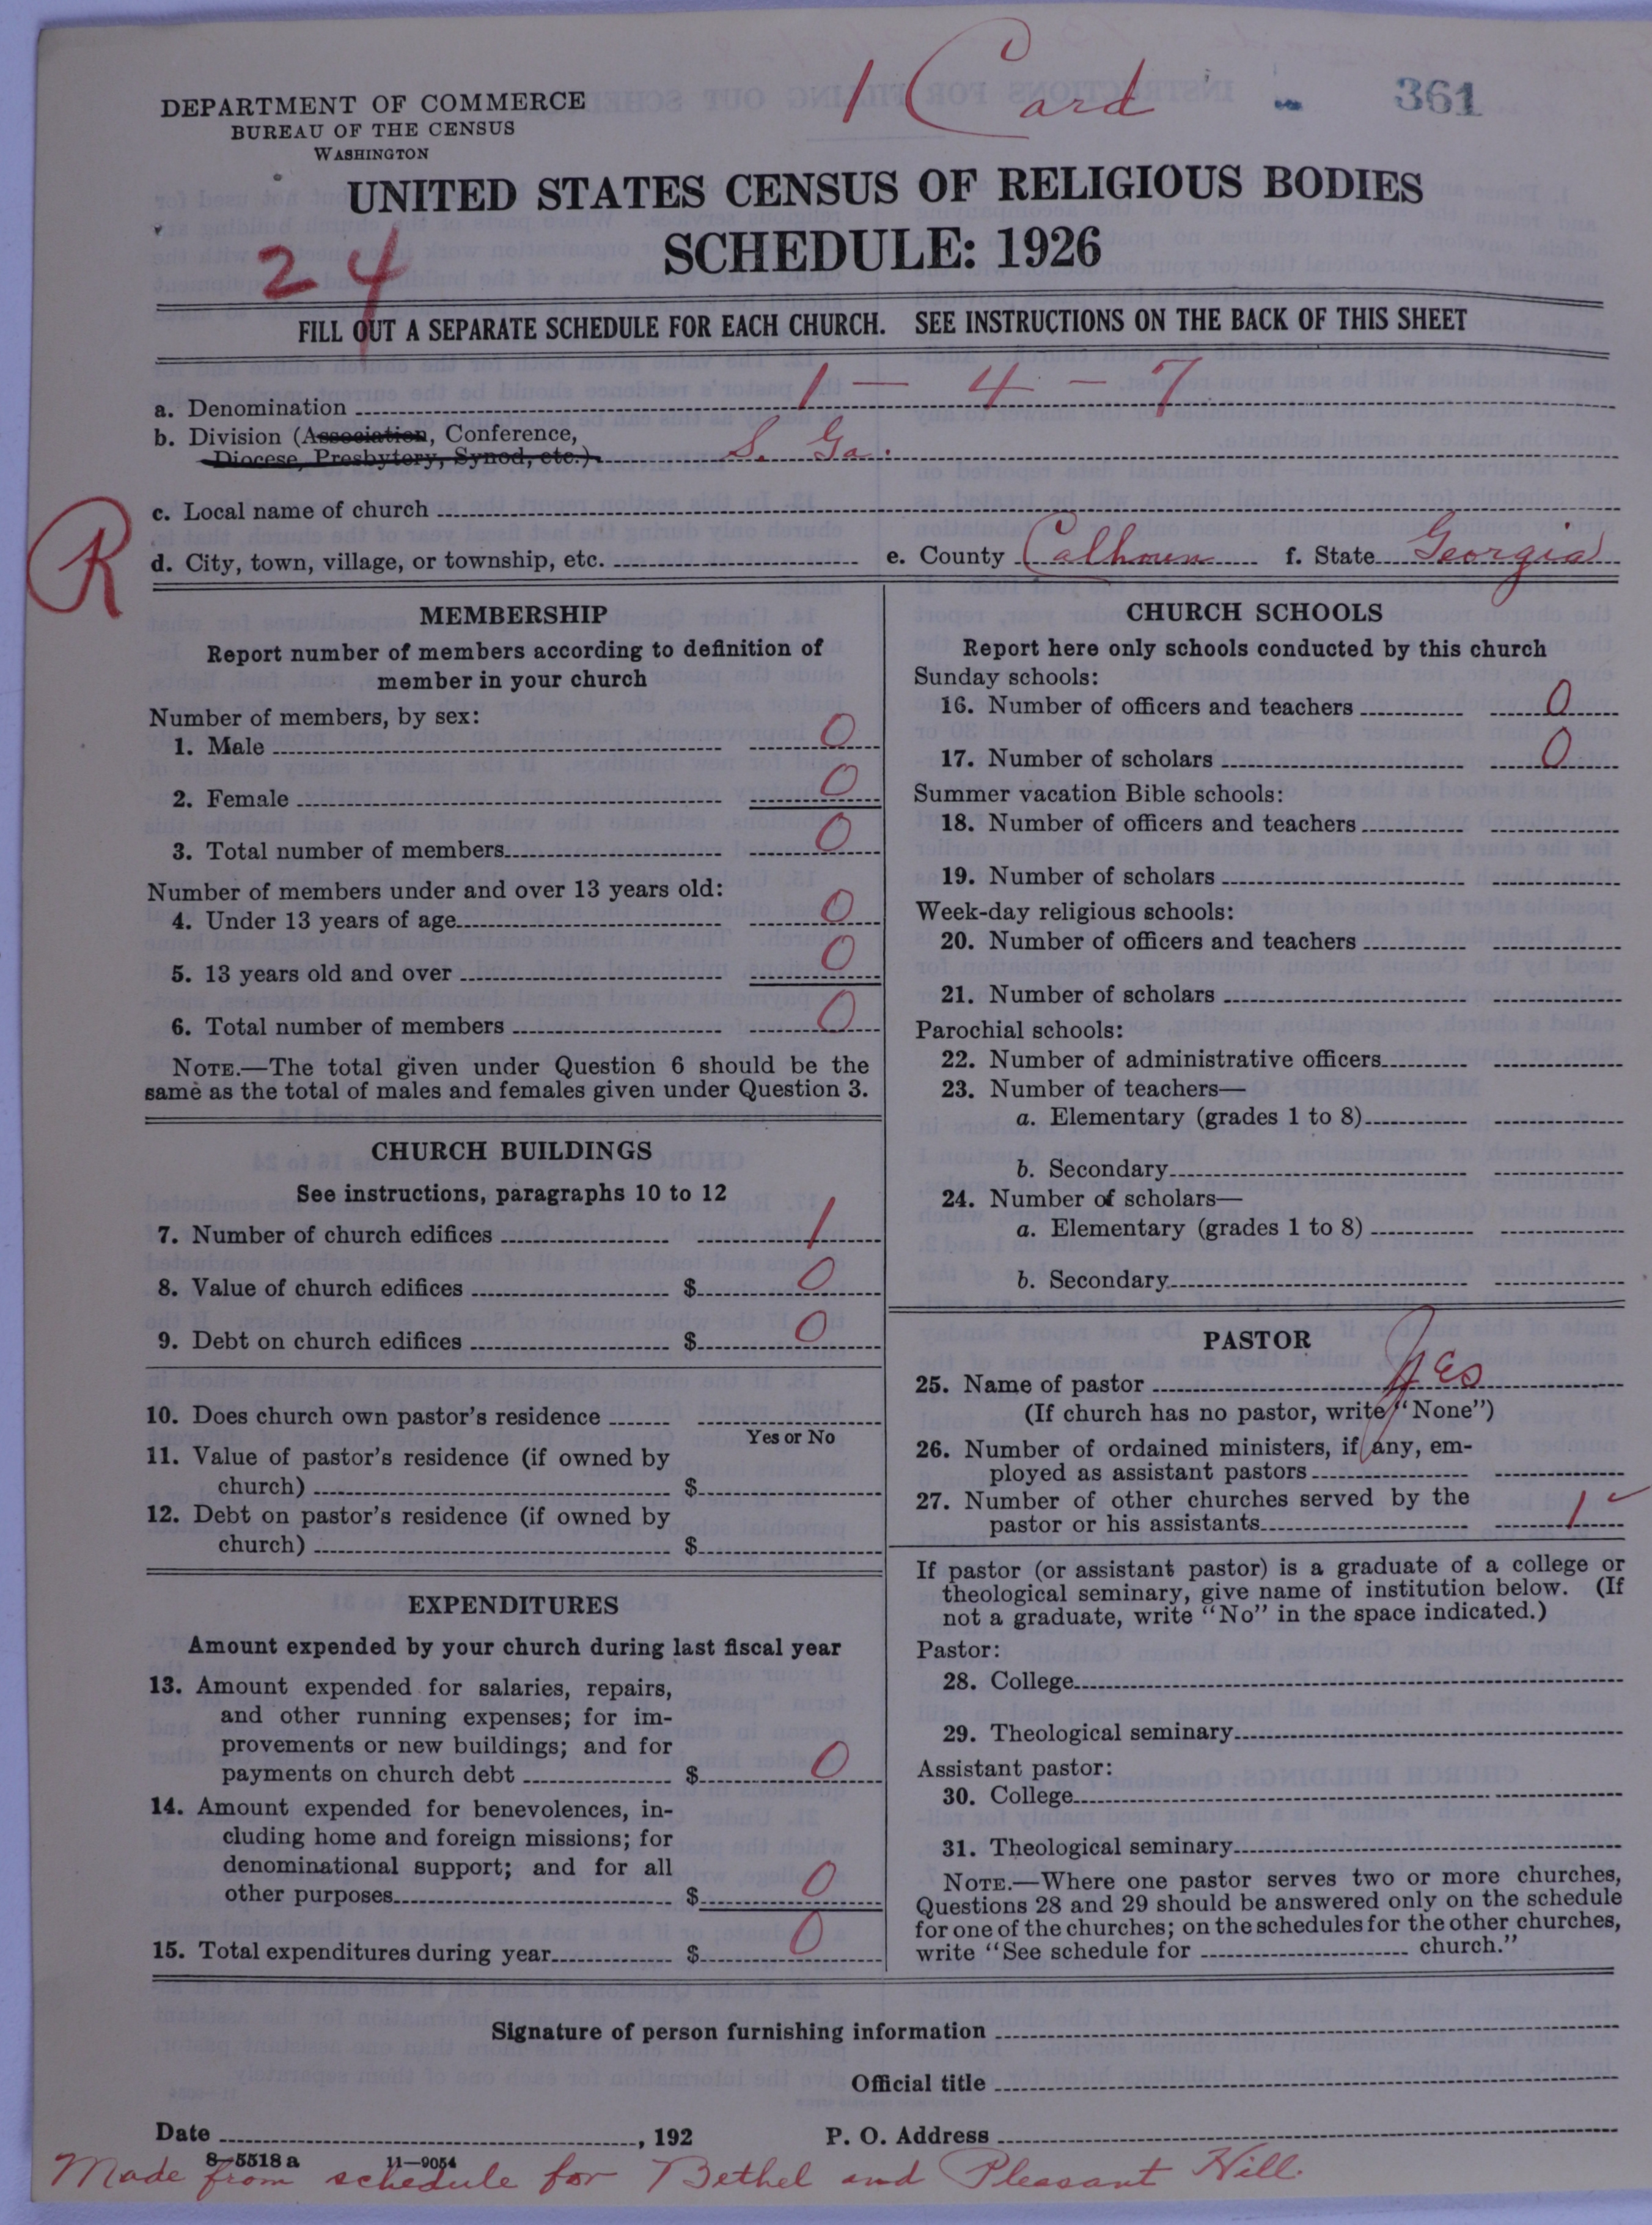 1 Card
361
DEPARTMENT OF COMMERCE
BUREAU OF THE CENSUS
WASHINGTON
UNITED STATES CENSUS OF RELIGIOUS BODIES
SCHEDULE: 1926
24
FILL OUT A SEPARATE SCHEDULE FOR EACH CHURCH. SEE INSTRUCTIONS ON THE BACK OF THIS SHEET
a. Denomination 1 — 4 — 7
b. Division (Association, Conference,
Diocese, Presbytery, Synod, etc.) S. Ga.
c. Local name of church
R
d. City, town, village, or township, etc. e. County Calhoun f. State Georgia
MEMBERSHIP
Report number of members according to definition of
member in your church
Number of members, by sex:
1. Male 0
2. Female 0
3. Total number of members 0
Number of members under and over 13 years old:
4. Under 13 years of age 0
5. 13 years old and over 0
6. Total number of members 0
NOTE.—The total given under Question 6 should be the
same as the total of males and females given under Question 3.
CHURCH BUILDINGS
See instructions, paragraphs 10 to 12
7. Number of church edifices 1
8. Value of church edifices $ 0
9. Debt on church edifices $ 0
10. Does church own pastor's residence
Yes or No
11. Value of pastor's residence (if owned by
church) $
12. Debt on pastor's residence (if owned by
church) $
EXPENDITURES
Amount expended by your church during last fiscal year
13. Amount expended for salaries, repairs,
and other running expenses; for im-
provements or new buildings; and for
payments on church debt $ 0
14. Amount expended for benevolences, in-
cluding home and foreign missions; for
denominational support; and for all
other purposes $ 0
15. Total expenditures during year $ 0
CHURCH SCHOOLS
Report here only schools conducted by this church
Sunday schools:
16. Number of officers and teachers 0
17. Number of scholars 0
Summer vacation Bible schools:
18. Number of officers and teachers
19. Number of scholars
Week-day religious schools:
20. Number of officers and teachers
21. Number of scholars
Parochial schools:
22. Number of administrative officers
23. Number of teachers—
a. Elementary (grades 1 to 8)
b. Secondary
24. Number of scholars—
a. Elementary (grades 1 to 8)
b. Secondary
PASTOR
25. Name of pastor yes
(If church has no pastor, write "None")
26. Number of ordained ministers, if any, em-
ployed as assistant pastors
27. Number of other churches served by the
pastor or his assistants 1 ✓
If pastor (or assistant pastor) is a graduate of a college or
theological seminary, give name of institution below. (If
not a graduate, write "No" in the space indicated.)
Pastor:
28. College
29. Theological seminary
Assistant pastor:
30. College
31. Theological seminary
NOTE.—Where one pastor serves two or more churches,
Questions 28 and 29 should be answered only on the schedule
for one of the churches; on the schedules for the other churches,
write "See schedule for church."
Signature of person furnishing information
Official title
Date , 192 P. O. Address
8—5518 a 11—9054
Made from schedule for Bethel and Pleasant Hill.